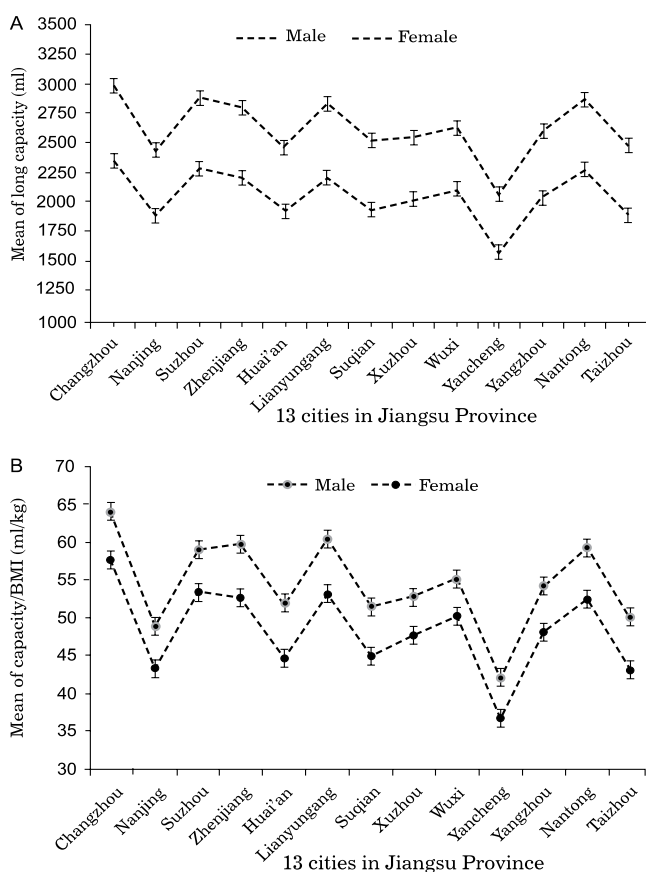 A
3500
3000
2750
2500
2250
2000
1750
1500
1250
1000
Mean of long capacity (ml)
Male
Female
Changzhou
Nanjing
Suzhou
Zhenjiang
Huai'an
Lianyungang
Suqian
Xuzhou
Wuxi
Yancheng
Yangzhou
Nantong
Taizhou
13 cities in Jiangsu Province
B
70
65
60
55
50
45
40
35
30
Mean of capacity/BMI (ml/kg)
Male
Female
Changzhou
Nanjing
Suzhou
Zhenjiang
Huai'an
Lianyungang
Suqian
Xuzhou
Wuxi
Yancheng
Yangzhou
Nantong
Taizhou
13 cities in Jiangsu Province